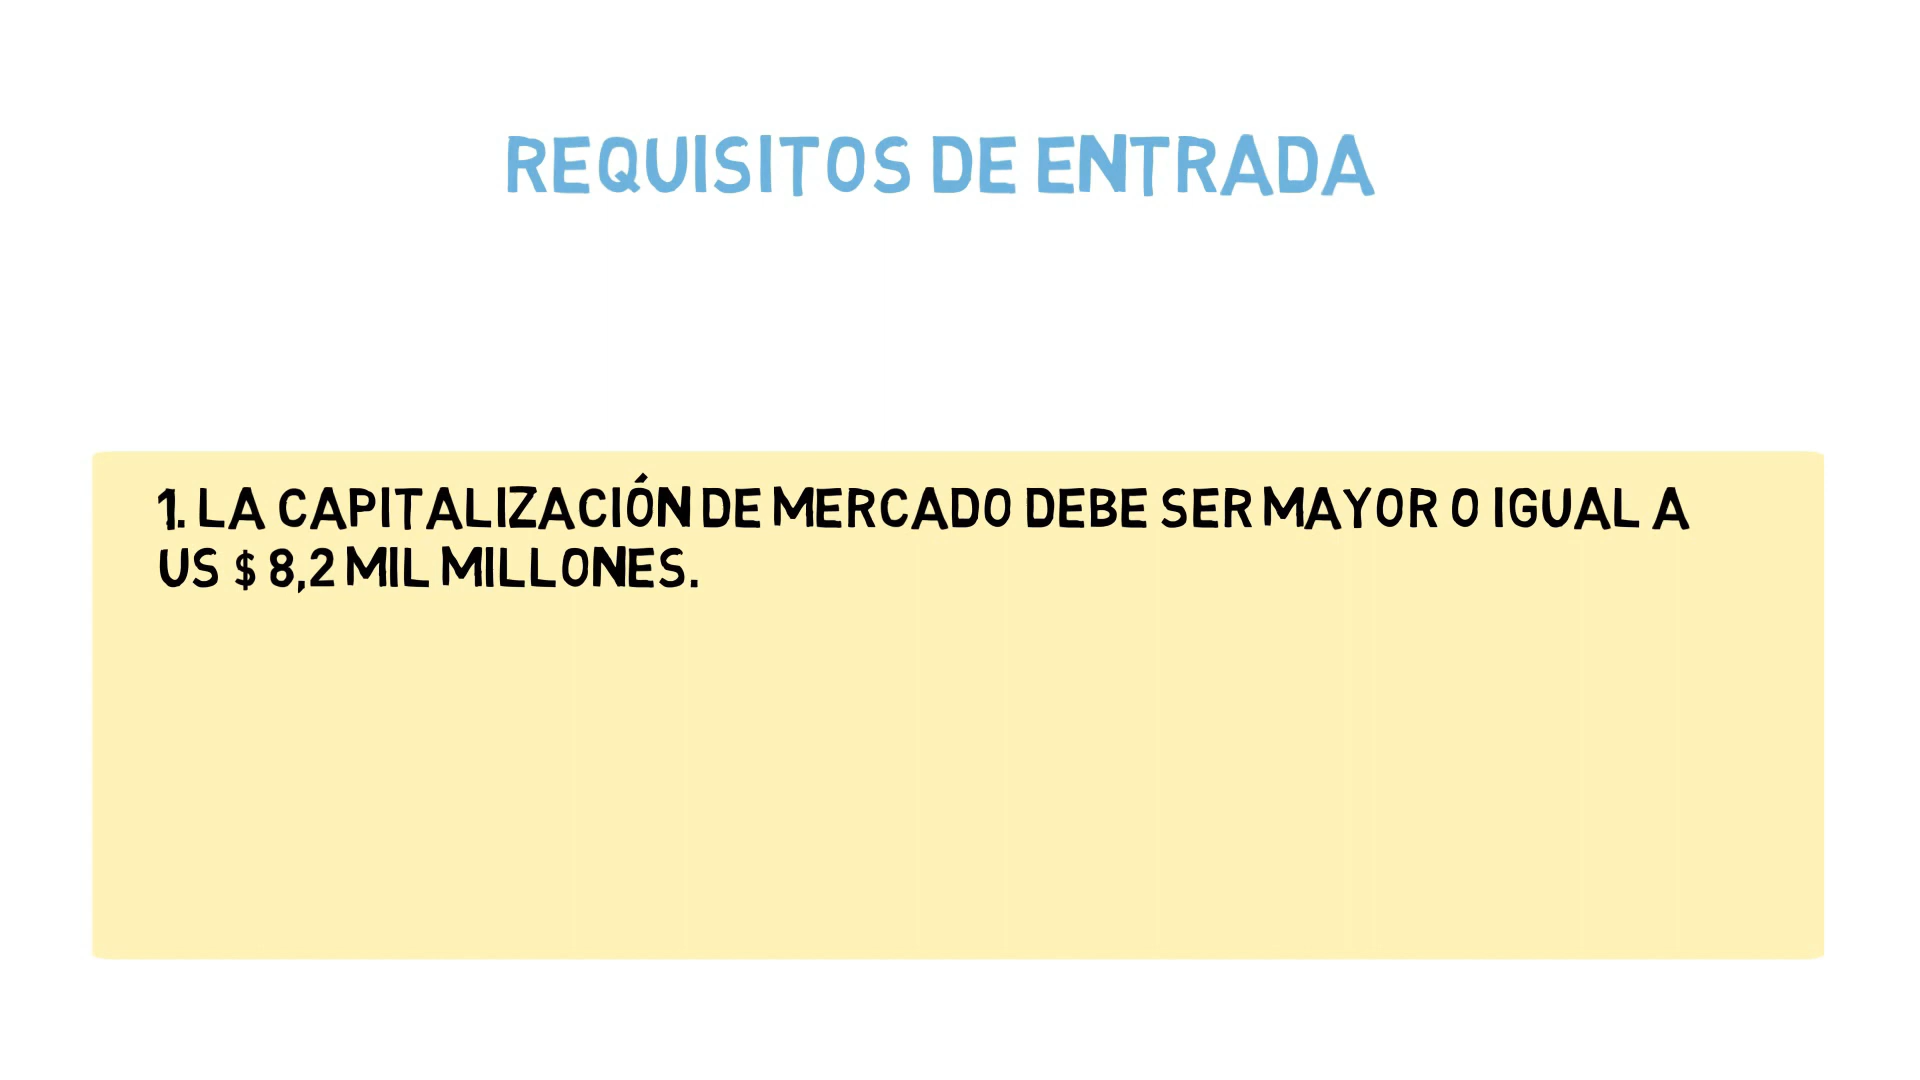 REQUISITOS DE ENTRADA
1. LA CAPITALIZACIÓN DE MERCADO DEBE SER MAYOR O IGUAL A
US $ 8,2 MIL MILLONES.